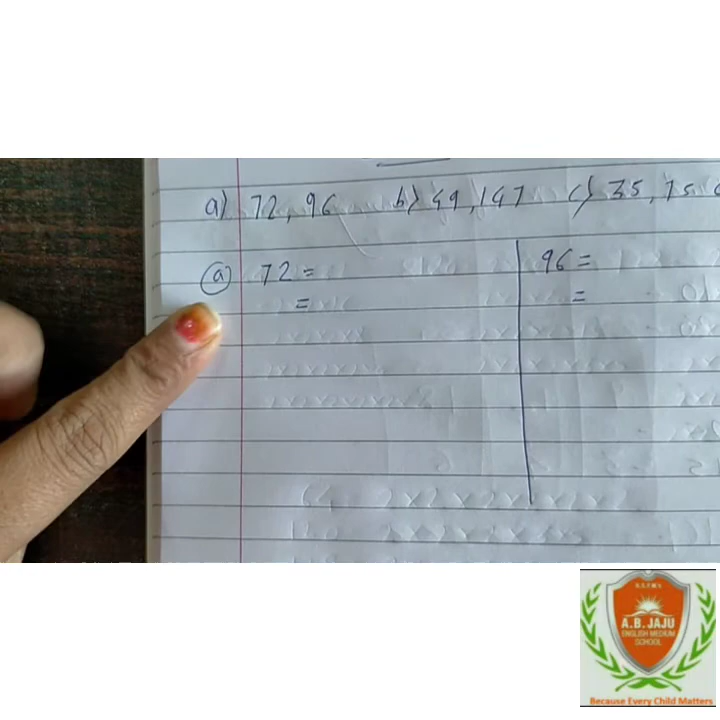 a) 72, 96 b) 49, 147 c) 35, 75
(a) 72 = 96 =
= =
A.B. JAJU
ENGLISH MEDIUM
SCHOOL
Because Every Child Matters